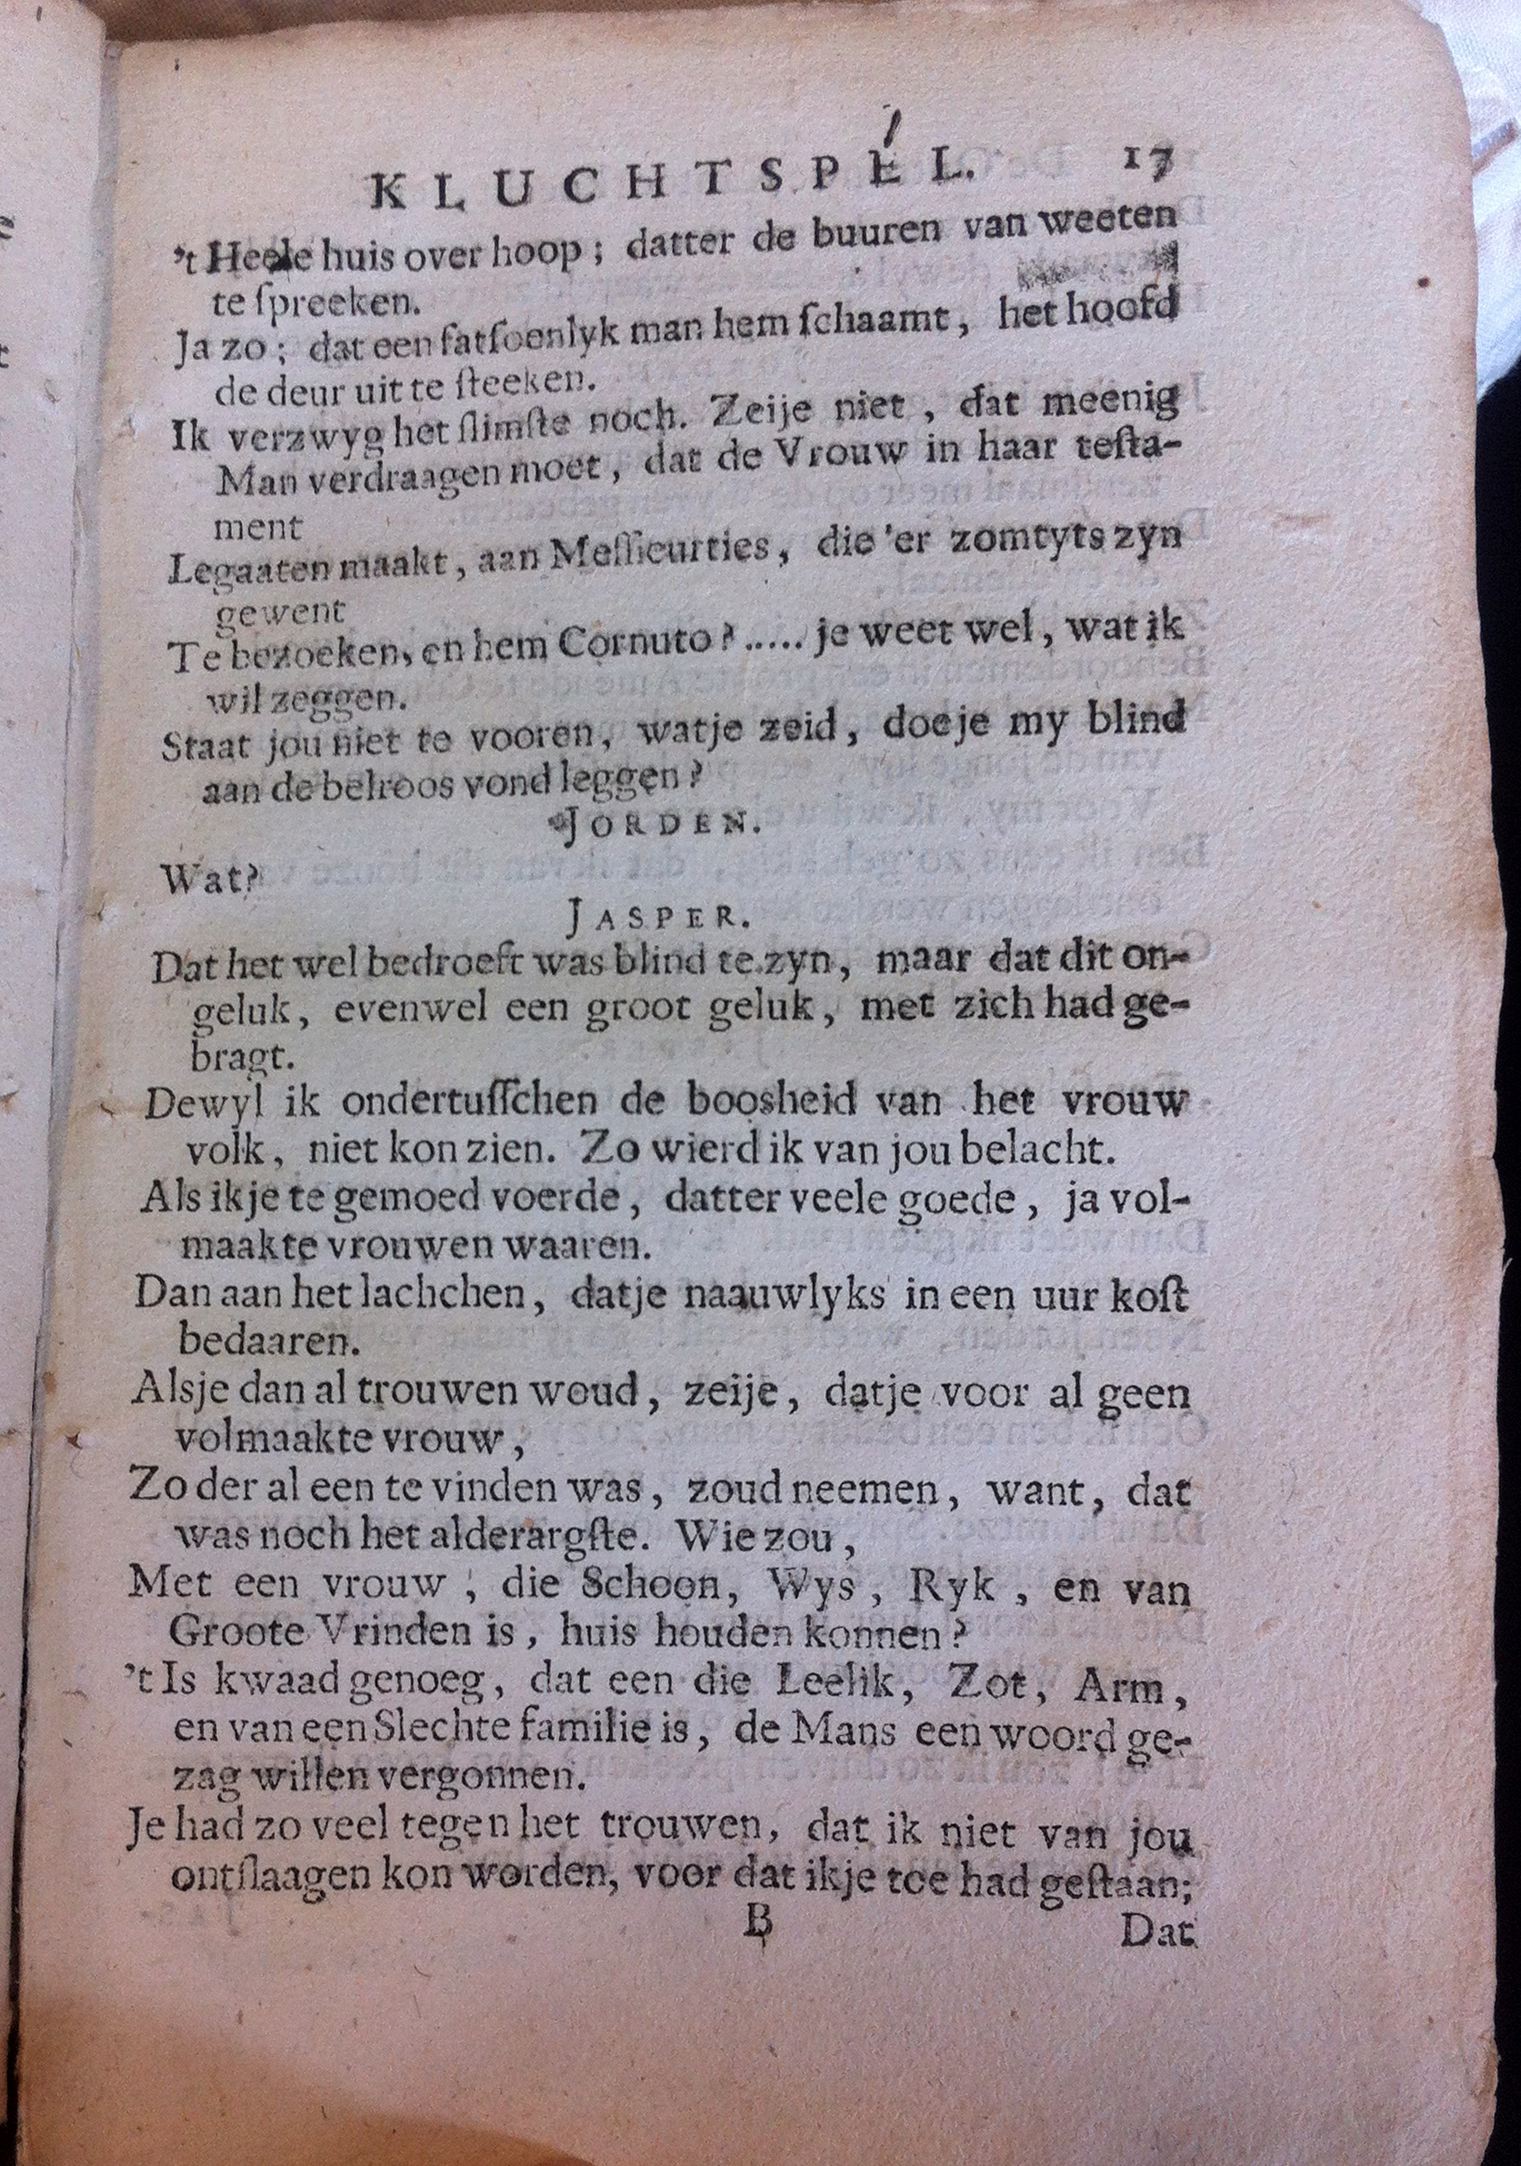 KLUCHTSPEL. 17
't Heele huis over hoop; datter de buuren van weeten
te ſpreeken.
Ja zo; dat een fatſoenlyk man hem ſchaamt, het hoofd
de deur uit te ſteeken.
Ik verzwyg het ſlimſte noch. Zeije niet, dat meenig
Man verdraagen moet, dat de Vrouw in haar teſta-
ment
Legaaten maakt, aan Meſſieurties, die 'er zomtyts zyn
gewent
Te bezoeken, en hem Cornuto?..... je weet wel, wat ik
wil zeggen.
Staat jou niet te vooren, watje zeid, doeje my blind
aan de belroos vond leggen?
JORDEN.
Wat?
JASPER.
Dat het wel bedroeft was blind te zyn, maar dat dit on-
geluk, evenwel een groot geluk, met zich had ge-
bragt.
Dewyl ik ondertuſſchen de boosheid van het vrouw
volk, niet kon zien. Zo wierd ik van jou belacht.
Als ikje te gemoed voerde, datter veele goede, ja vol-
maakte vrouwen waaren.
Dan aan het lachchen, datje naauwlyks in een uur koſt
bedaaren.
Alsje dan al trouwen woud, zeije, datje voor al geen
volmaakte vrouw,
Zo der al een te vinden was, zoud neemen, want, dat
was noch het alderargſte. Wie zou,
Met een vrouw, die Schoon, Wys, Ryk, en van
Groote Vrinden is, huis houden konnen?
't Is kwaad genoeg, dat een die Leelik, Zot, Arm,
en van een Slechte familie is, de Mans een woord ge-
zag willen vergonnen.
Je had zo veel tegen het trouwen, dat ik niet van jou
ontſlaagen kon worden, voor dat ikje toe had geſtaan;
B Dat